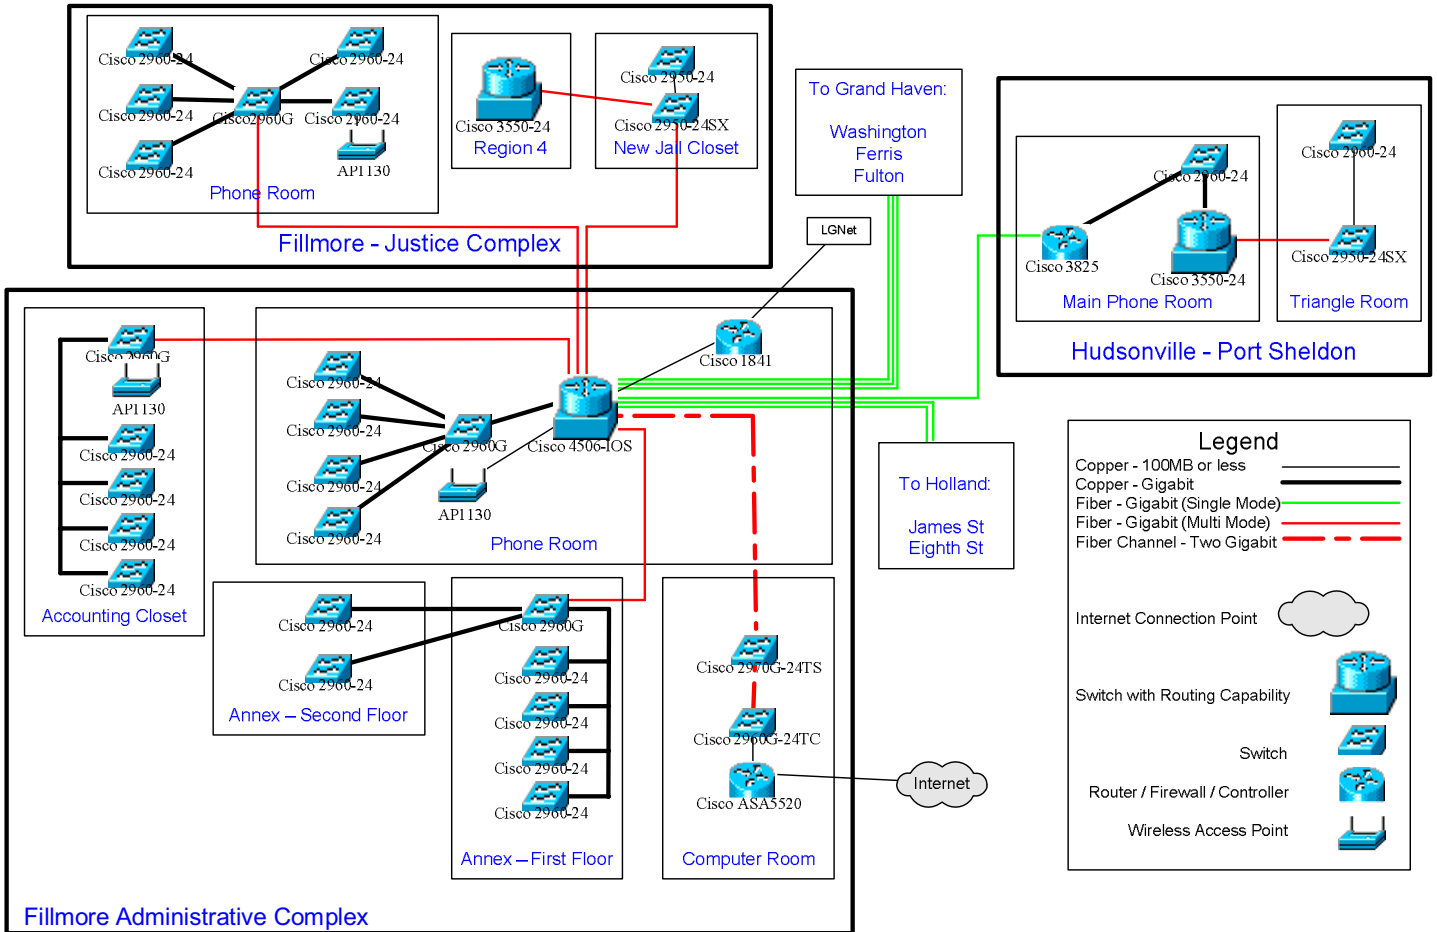 Cisco 2960-24
Cisco 2960-24
Cisco 2960-24
Cisco 2960G
Cisco 2960-24
Cisco 2960-24
AP1130
Phone Room
Cisco 3550-24
Region 4
Cisco 2950-24
Cisco 2950-24SX
New Jail Closet
Fillmore - Justice Complex
To Grand Haven:
Washington
Ferris
Fulton
LGNet
Cisco 2960-24
Cisco 3825
Cisco 3550-24
Main Phone Room
Cisco 2960-24
Cisco 2950-24SX
Triangle Room
Hudsonville - Port Sheldon
Cisco 2960G
AP1130
Cisco 2960-24
Cisco 2960-24
Cisco 2960-24
Cisco 2960-24
Accounting Closet
Cisco 2960-24
Cisco 2960-24
Cisco 2960-24
Cisco 2960-24
Cisco 2960G
AP1130
Cisco 4506-IOS
Cisco 1841
Phone Room
To Holland:
James St
Eighth St
Cisco 2960-24
Cisco 2960-24
Annex – Second Floor
Cisco 2960G
Cisco 2960-24
Cisco 2960-24
Cisco 2960-24
Cisco 2960-24
Annex – First Floor
Cisco 2970G-24TS
Cisco 2960G-24TC
Cisco ASA5520
Computer Room
Internet
Fillmore Administrative Complex
Legend
Copper - 100MB or less
Copper - Gigabit
Fiber - Gigabit (Single Mode)
Fiber - Gigabit (Multi Mode)
Fiber Channel - Two Gigabit
Internet Connection Point
Switch with Routing Capability
Switch
Router / Firewall / Controller
Wireless Access Point